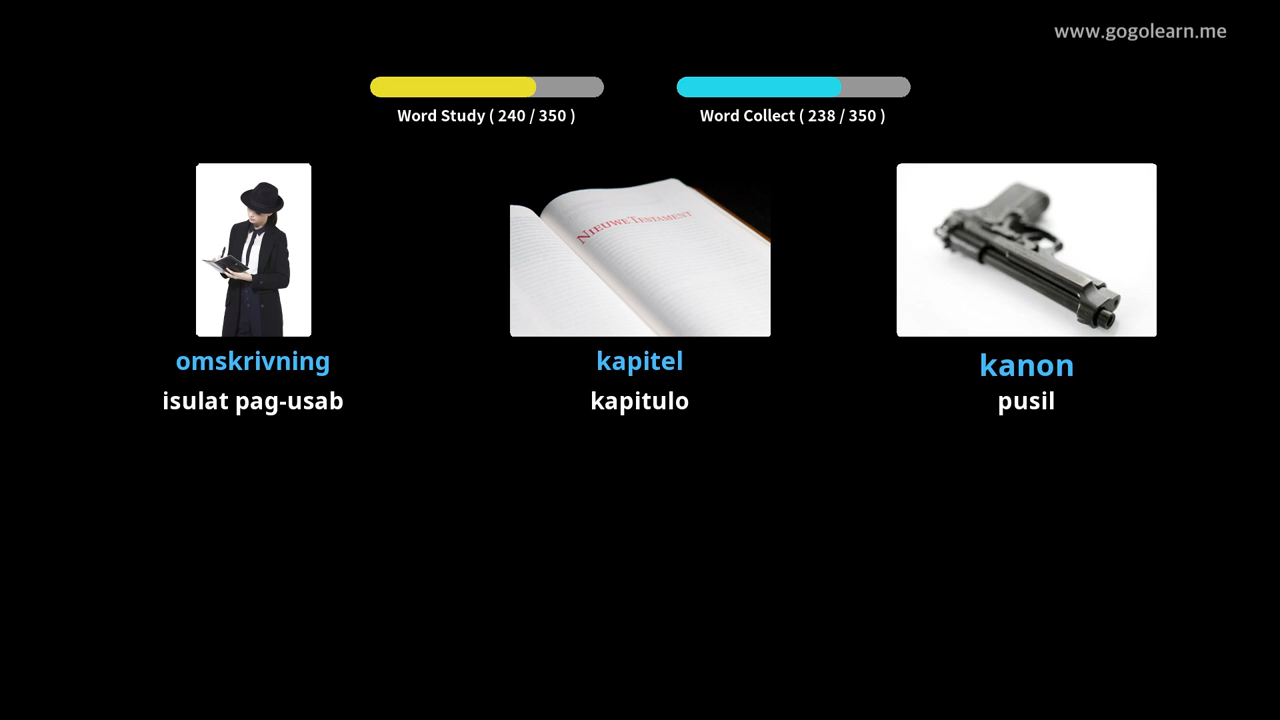 www.gogolearn.me
Word Study ( 240 / 350 )
Word Collect ( 238 / 350 )
NIEUWE TESTAMENT
omskrivning
kapitel
kanon
isulat pag-usab
kapitulo
pusil